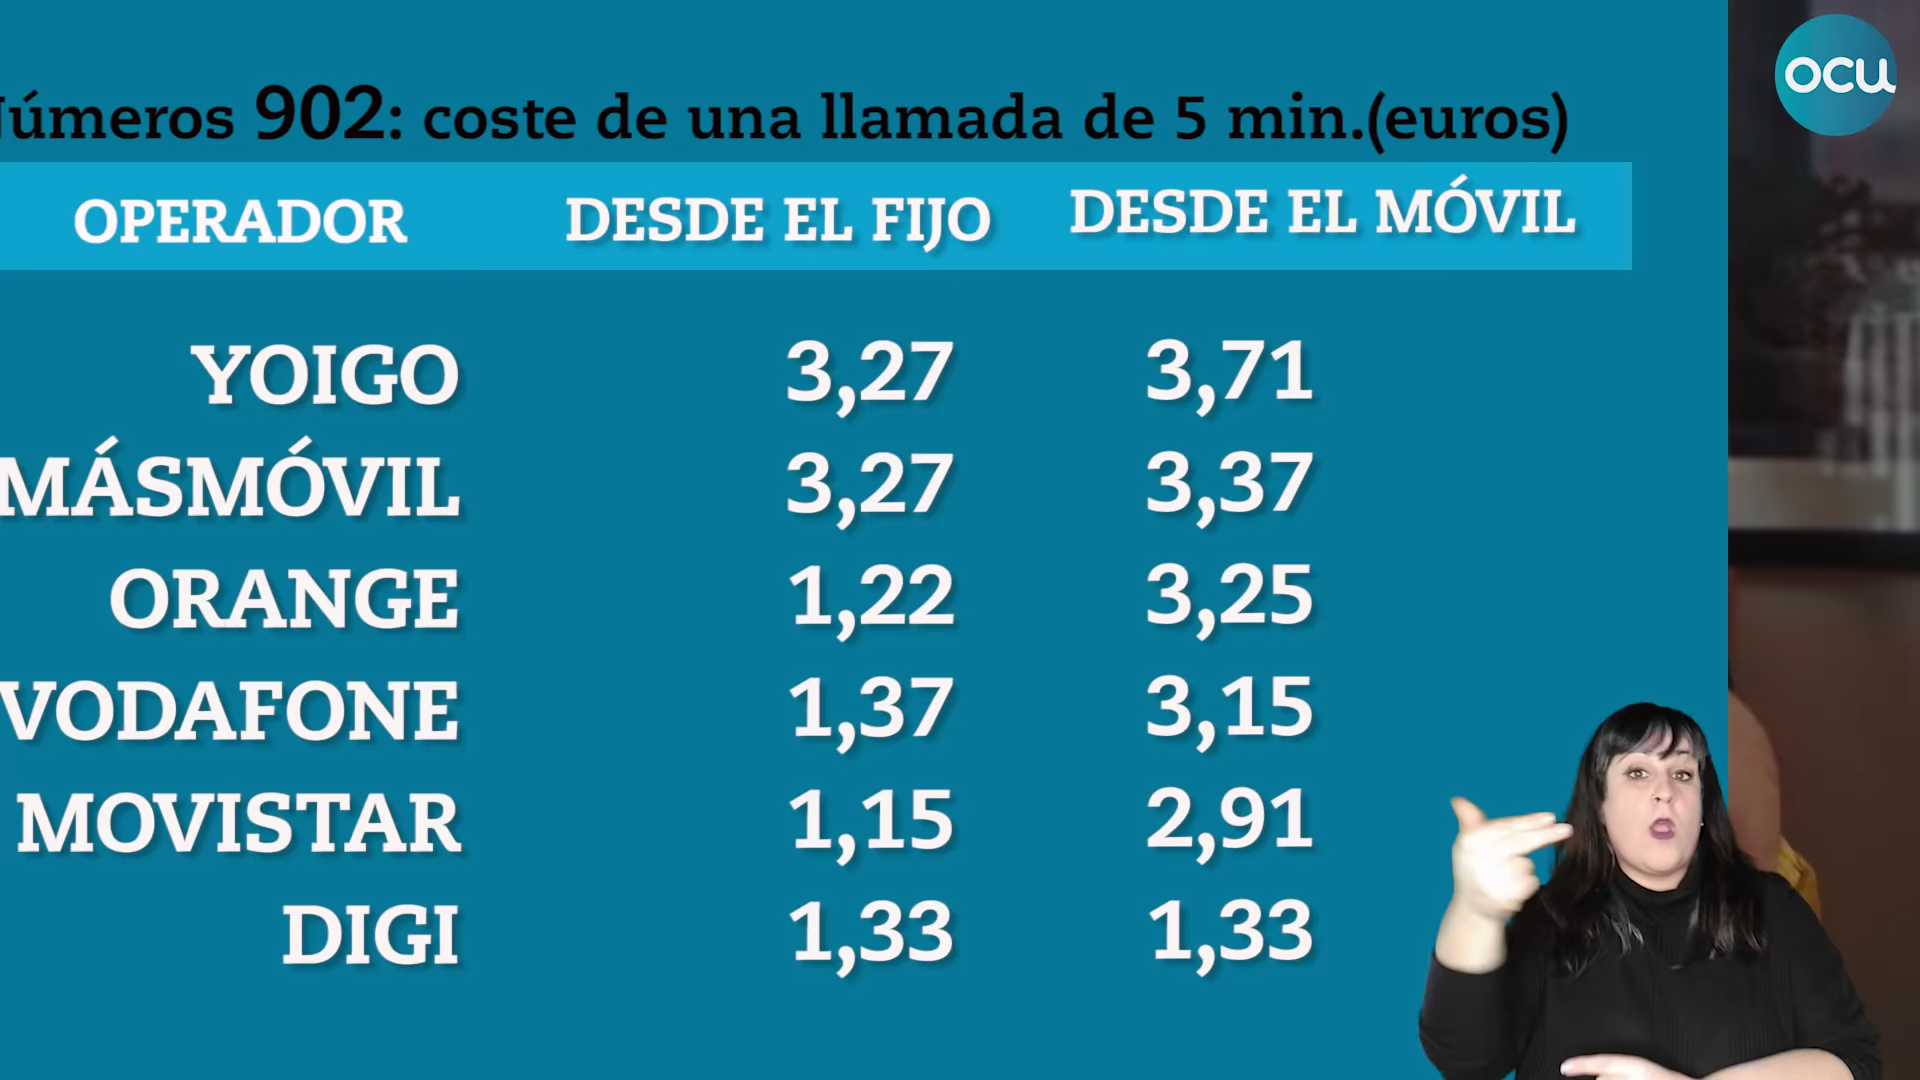 Números 902: coste de una llamada de 5 min.(euros)
OPERADOR DESDE EL FIJO DESDE EL MÓVIL
YOIGO 3,27 3,71
MÁSMÓVIL 3,27 3,37
ORANGE 1,22 3,25
VODAFONE 1,37 3,15
MOVISTAR 1,15 2,91
DIGI 1,33 1,33
ocu